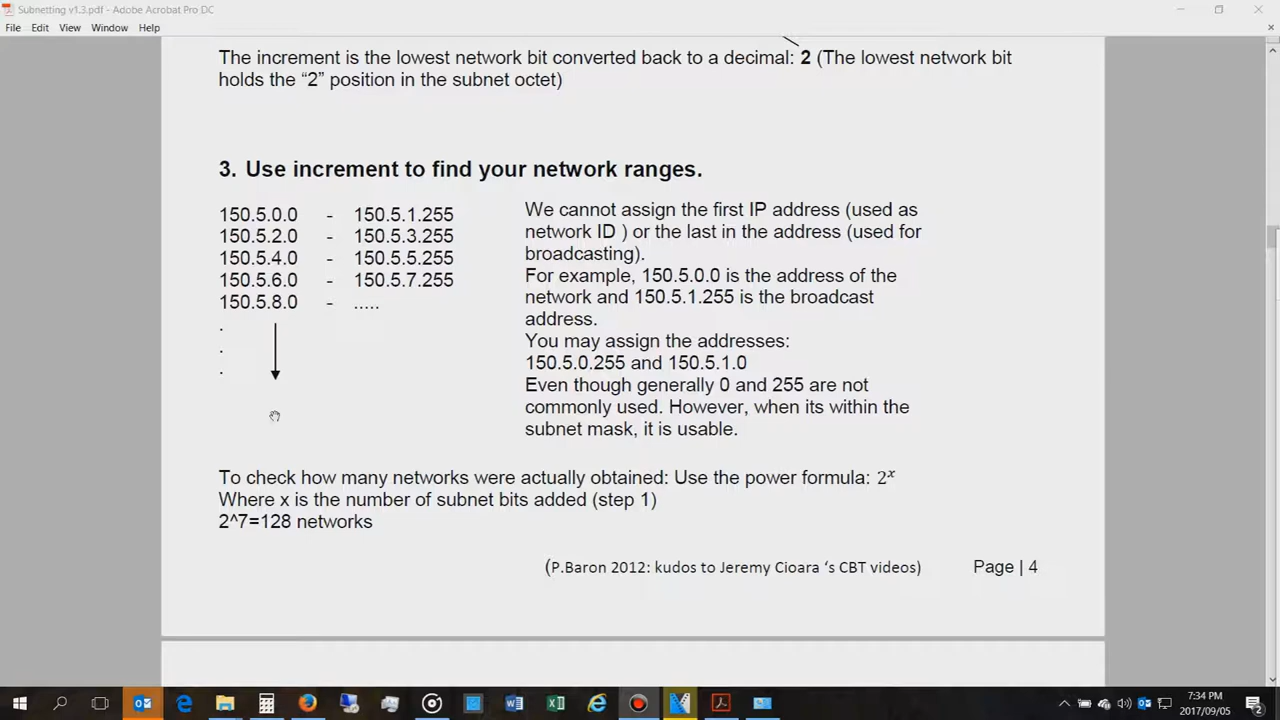 Subnetting v1.3.pdf - Adobe Acrobat Pro DC
File Edit View Window Help
The increment is the lowest network bit converted back to a decimal: 2 (The lowest network bit
holds the “2” position in the subnet octet)
3. Use increment to find your network ranges.
150.5.0.0 - 150.5.1.255
150.5.2.0 - 150.5.3.255
150.5.4.0 - 150.5.5.255
150.5.6.0 - 150.5.7.255
150.5.8.0 - .....
.
.
.
We cannot assign the first IP address (used as
network ID ) or the last in the address (used for
broadcasting).
For example, 150.5.0.0 is the address of the
network and 150.5.1.255 is the broadcast
address.
You may assign the addresses:
150.5.0.255 and 150.5.1.0
Even though generally 0 and 255 are not
commonly used. However, when its within the
subnet mask, it is usable.
To check how many networks were actually obtained: Use the power formula: 2ˣ
Where x is the number of subnet bits added (step 1)
2^7=128 networks
(P.Baron 2012: kudos to Jeremy Cioara ‘s CBT videos) Page | 4
7:34 PM
2017/09/05